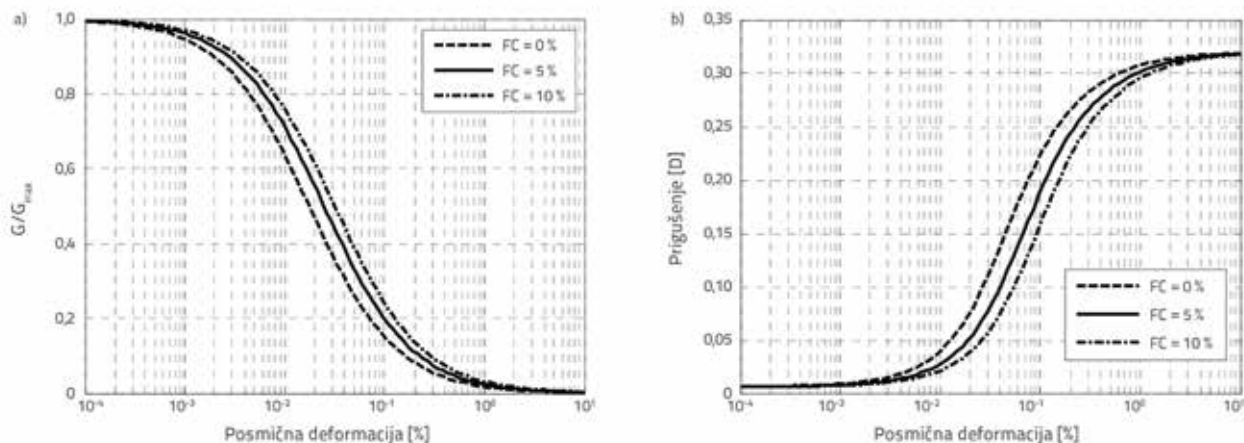 a)
1,0
0,8
0,6
0,4
0,2
0
G/Gmax
10⁻⁴ 10⁻³ 10⁻² 10⁻¹ 10⁰ 10¹
Posmična deformacija [%]
FC = 0 %
FC = 5 %
FC = 10 %
b)
0,35
0,30
0,35
0,20
0,15
0,10
0,05
0
Prigušenje [D]
10⁻⁴ 10⁻³ 10⁻² 10⁻¹ 10⁰ 10¹
Posmična deformacija [%]
FC = 0 %
FC = 5 %
FC = 10 %